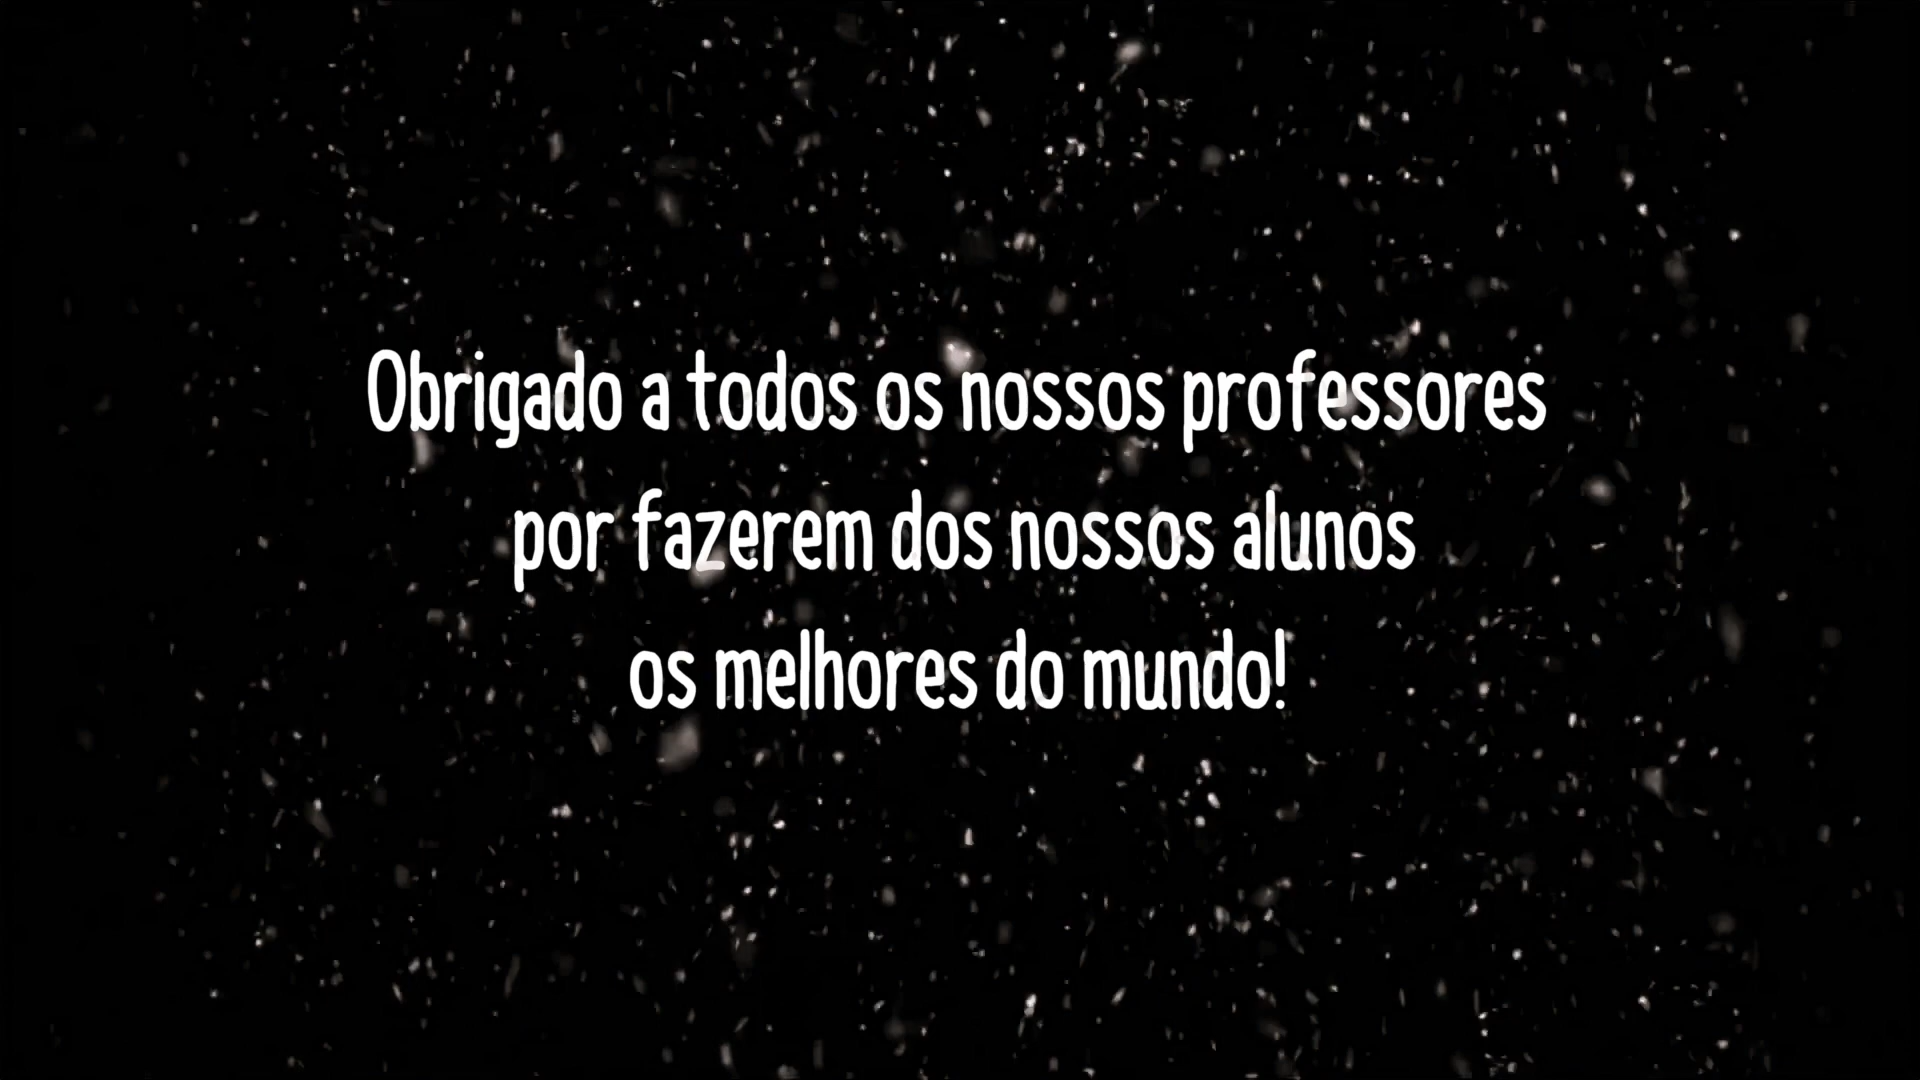 Obrigado a todos os nossos professores
por fazerem dos nossos alunos
os melhores do mundo!